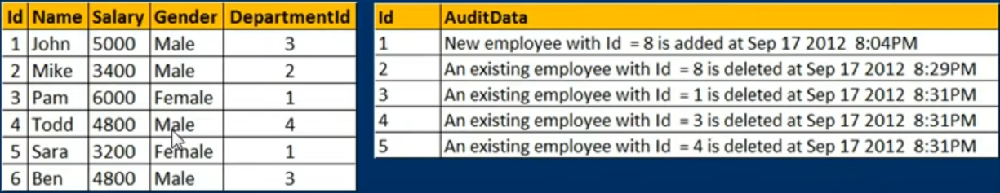 Id Name Salary Gender DepartmentId
1 John 5000 Male 3
2 Mike 3400 Male 2
3 Pam 6000 Female 1
4 Todd 4800 Male 4
5 Sara 3200 Female 1
6 Ben 4800 Male 3
Id AuditData
1 New employee with Id = 8 is added at Sep 17 2012 8:04PM
2 An existing employee with Id = 8 is deleted at Sep 17 2012 8:29PM
3 An existing employee with Id = 1 is deleted at Sep 17 2012 8:31PM
4 An existing employee with Id = 3 is deleted at Sep 17 2012 8:31PM
5 An existing employee with Id = 4 is deleted at Sep 17 2012 8:31PM